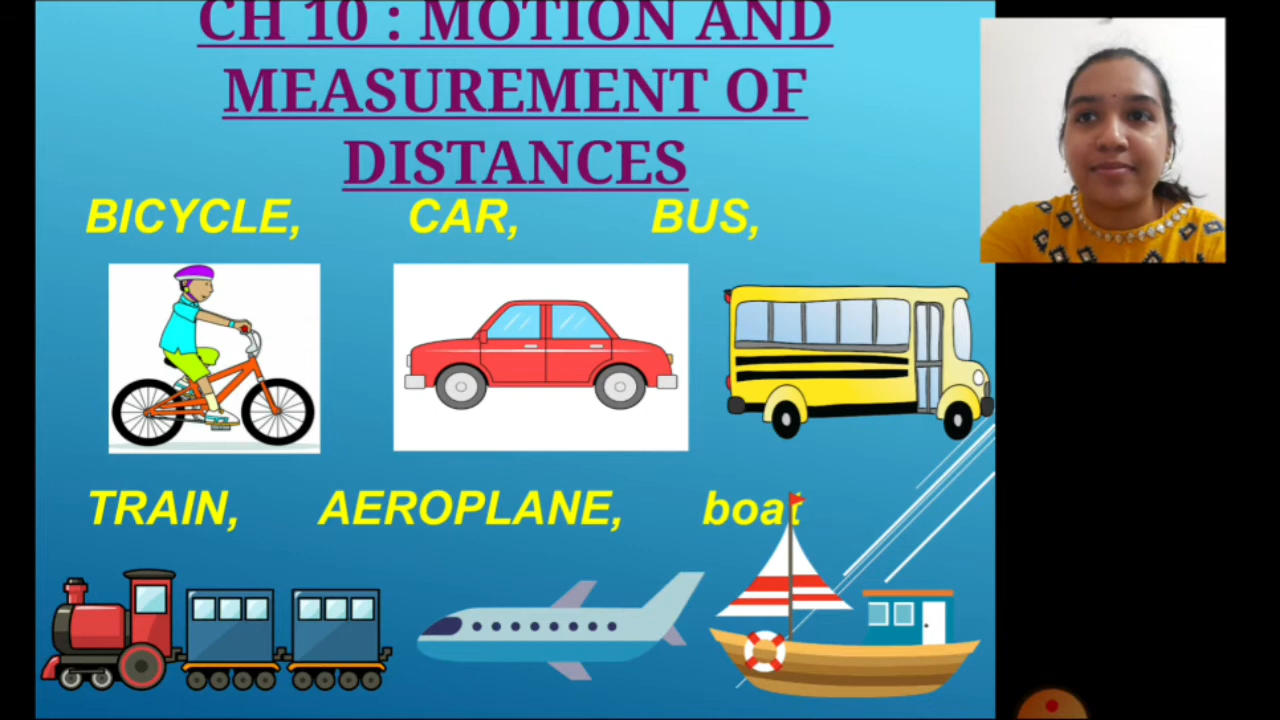 CH 10 : MOTION AND
MEASUREMENT OF
DISTANCES
BICYCLE, CAR, BUS,
TRAIN, AEROPLANE, boat